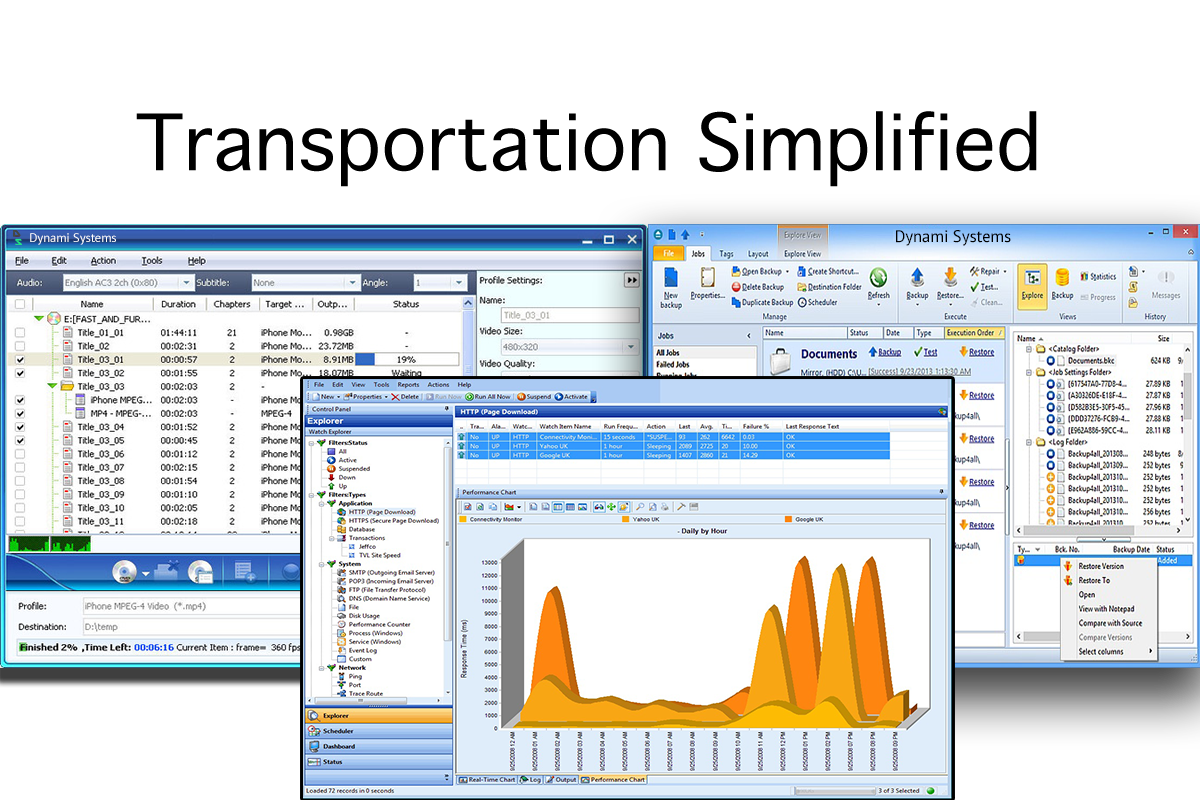 Transportation Simplified
Dynami Systems
File Edit Action Tools Help
Audio: English AC3 2ch (0x80) Subtitle: None Angle: 1
Name Duration Chapters Target ... Outp... Status
E:[FAST_AND_FUR...
Title_01_01 01:44:11 21 iPhone Mo... 0.98GB -
Title_02 00:02:31 2 iPhone Mo... 23.72MB -
Title_03_01 00:00:57 2 iPhone Mo... 8.91MB 19%
Title_03_02 00:01:55 2 iPhone Mo... 18.07MB Waiting
Title_03_03 00:02:03 2 -
iPhone MPEG... 00:02:03 2 iPhone Mo...
MP4 - MPEG-... 00:02:03 2 MPEG-4
Title_03_04 00:01:52 2 iPhone Mo...
Title_03_05 00:00:45 2 iPhone Mo...
Title_03_06 00:01:12 2 iPhone Mo...
Title_03_07 00:02:15 2 iPhone Mo...
Title_03_08 00:01:54 2 iPhone Mo...
Title_03_09 00:01:10 2 iPhone Mo...
Title_03_10 00:02:05 2 iPhone Mo...
Title_03_11 00:02:18 2 iPhone Mo...
Profile Settings:
Name:
Title_03_01
Video Size:
480x320
Video Quality:
Profile: iPhone MPEG-4 Video (*.mp4)
Destination: D:\temp
Finished 2% ,Time Left: 00:06:16 Current Item : frame= 360 fps
Explore View
Dynami Systems
File Jobs Tags Layout Explore View
New backup
Properties...
Open Backup
Delete Backup
Duplicate Backup
Create Shortcut...
Destination Folder
Scheduler
Refresh
Manage
Backup
Restore...
Repair
Test...
Clean...
Execute
Explore
Backup
Statistics
Progress
Views
Messages
History
Jobs
All Jobs
Failed Jobs
Name Status Date Type Execution Order
Documents Backup Test Restore
Mirror, (HDD) C:\U... [Success] 9/23/2013 1:13:30 AM
Restore
kup4all\
Restore
kup4all\
Restore
kup4all\
Restore
kup4all\
Name Size
<Catalog Folder>
Documents.bkc 624 KB
<Job Settings Folder>
{617547A0-77D8-4... 27.89 KB
{A30326DE-E18F-4... 27.87 KB
{D582B3E5-30F5-45... 27.96 KB
{DDD37276-FCB9-4... 27.88 KB
{E962A886-59CC-4... 28.11 KB
<Log Folder>
Backup4all_201309... 248 bytes
Backup4all_201310... 252 bytes
Backup4all_201310... 252 bytes
Backup4all_201310... 252 bytes
Backup4all_201310... 256 bytes
Backup4all_201310... 252 bytes
Ty... Bck. No. Backup Date Status
Added
Restore Version
Restore To
Open
View with Notepad
Compare with Source
Compare Versions
Select columns
File Edit View Tools Reports Actions Help
New Properties Delete Run Now Run All Now Suspend Activate
Control Panel
Explorer
Watch Explorer
Filters:Status
All
Active
Suspended
Down
Up
Filters:Types
Application
HTTP (Page Download)
HTTPS (Secure Page Download)
Database
Transactions
Jeffco
TVL Site Speed
System
SMTP (Outgoing Email Server)
POP3 (Incoming Email Server)
FTP (File Transfer Protocol)
DNS (Domain Name Service)
File
Disk Usage
Performance Counter
Process (Windows)
Service (Windows)
Event Log
Custom
Network
Ping
Port
Trace Route
Explorer
Scheduler
Dashboard
Status
Loaded 72 records in 0 seconds
HTTP (Page Download)
Tra... Ala... Watc... Watch Item Name Run Frequ... Action Last Avg. Ti... Failure % Last Response Text
No UP HTTP Connectivity Moni... 15 seconds *SUSPE... 93 262 6642 0.03 OK
No UP HTTP Yahoo UK 1 hour Sleeping 2089 2725 20 10.00 OK
No UP HTTP Google UK 1 hour Sleeping 1407 2860 21 14.29 OK
Performance Chart
Connectivity Monitor Yahoo UK Google UK
- Daily by Hour
Response Time (ms)
13000
12000
11000
10000
9000
8000
7000
6000
5000
4000
3000
2000
1000
0
Real-Time Chart Log Output Performance Chart
3 of 3 Selected